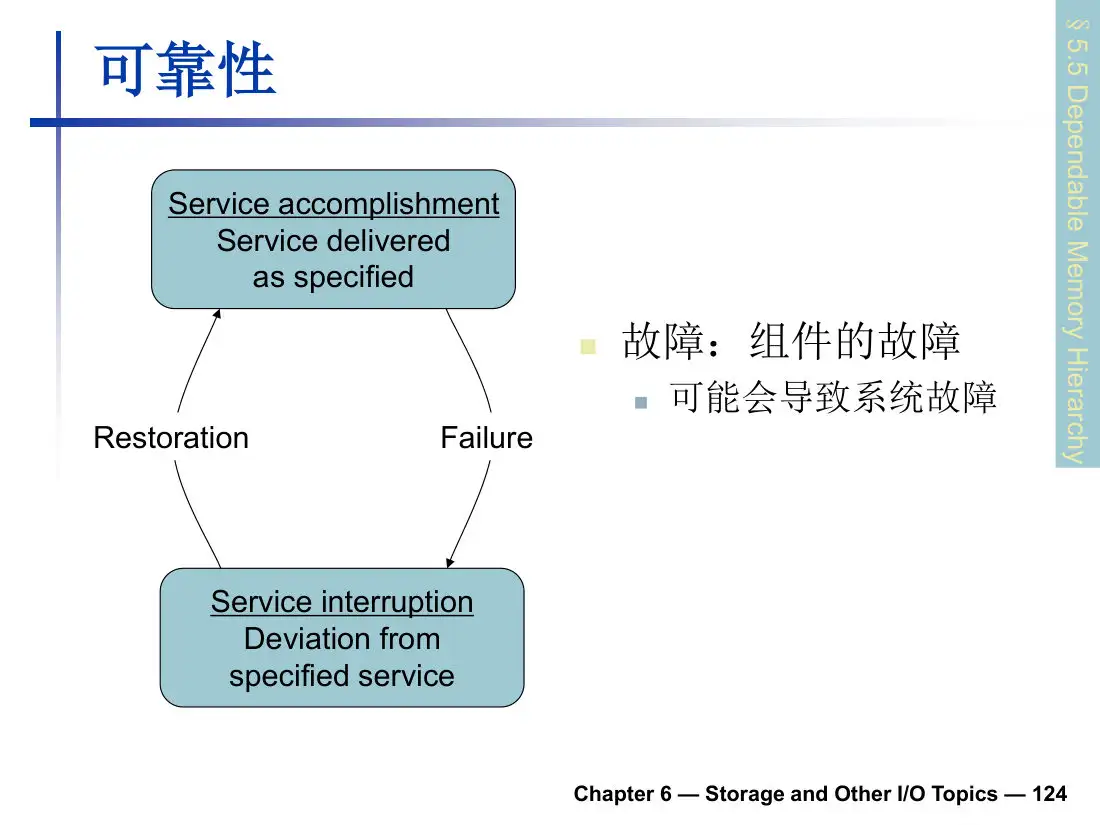 可靠性
§5.5 Dependable Memory Hierarchy
Service accomplishment
Service delivered
as specified
Restoration
Failure
Service interruption
Deviation from
specified service
故障：组件的故障
可能会导致系统故障
Chapter 6 — Storage and Other I/O Topics — 124